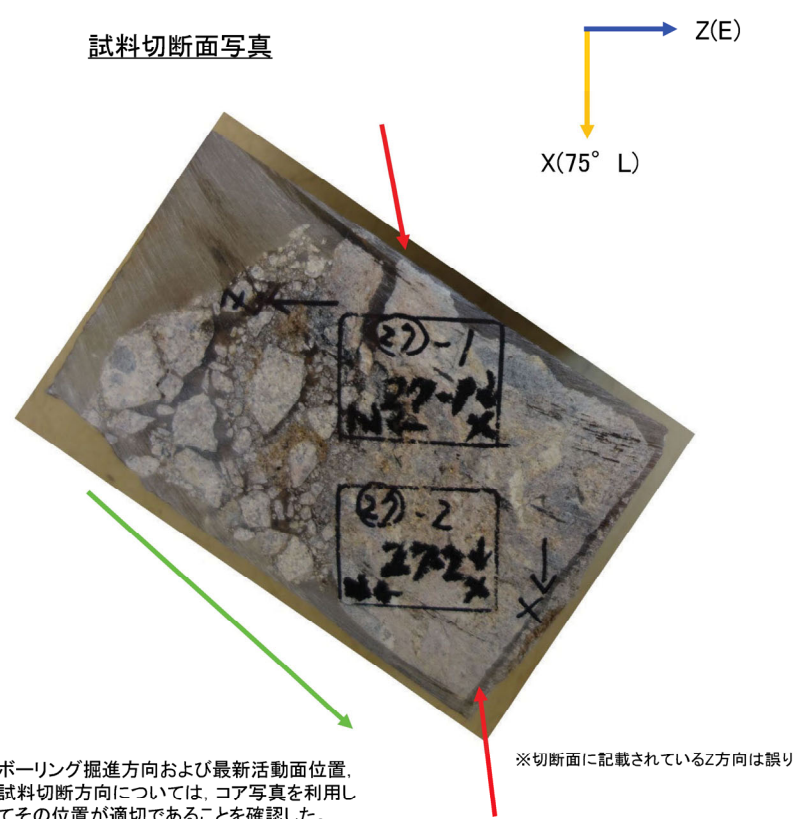 試料切断面写真
Z(E)
X(75° L)
Z
㉗-1
27-1↓
X
㉗-2
27-2↓
X
X
※切断面に記載されているZ方向は誤り
ボーリング掘進方向および最新活動面位置,
試料切断方向については, コア写真を利用し
てその位置が適切であることを確認した。